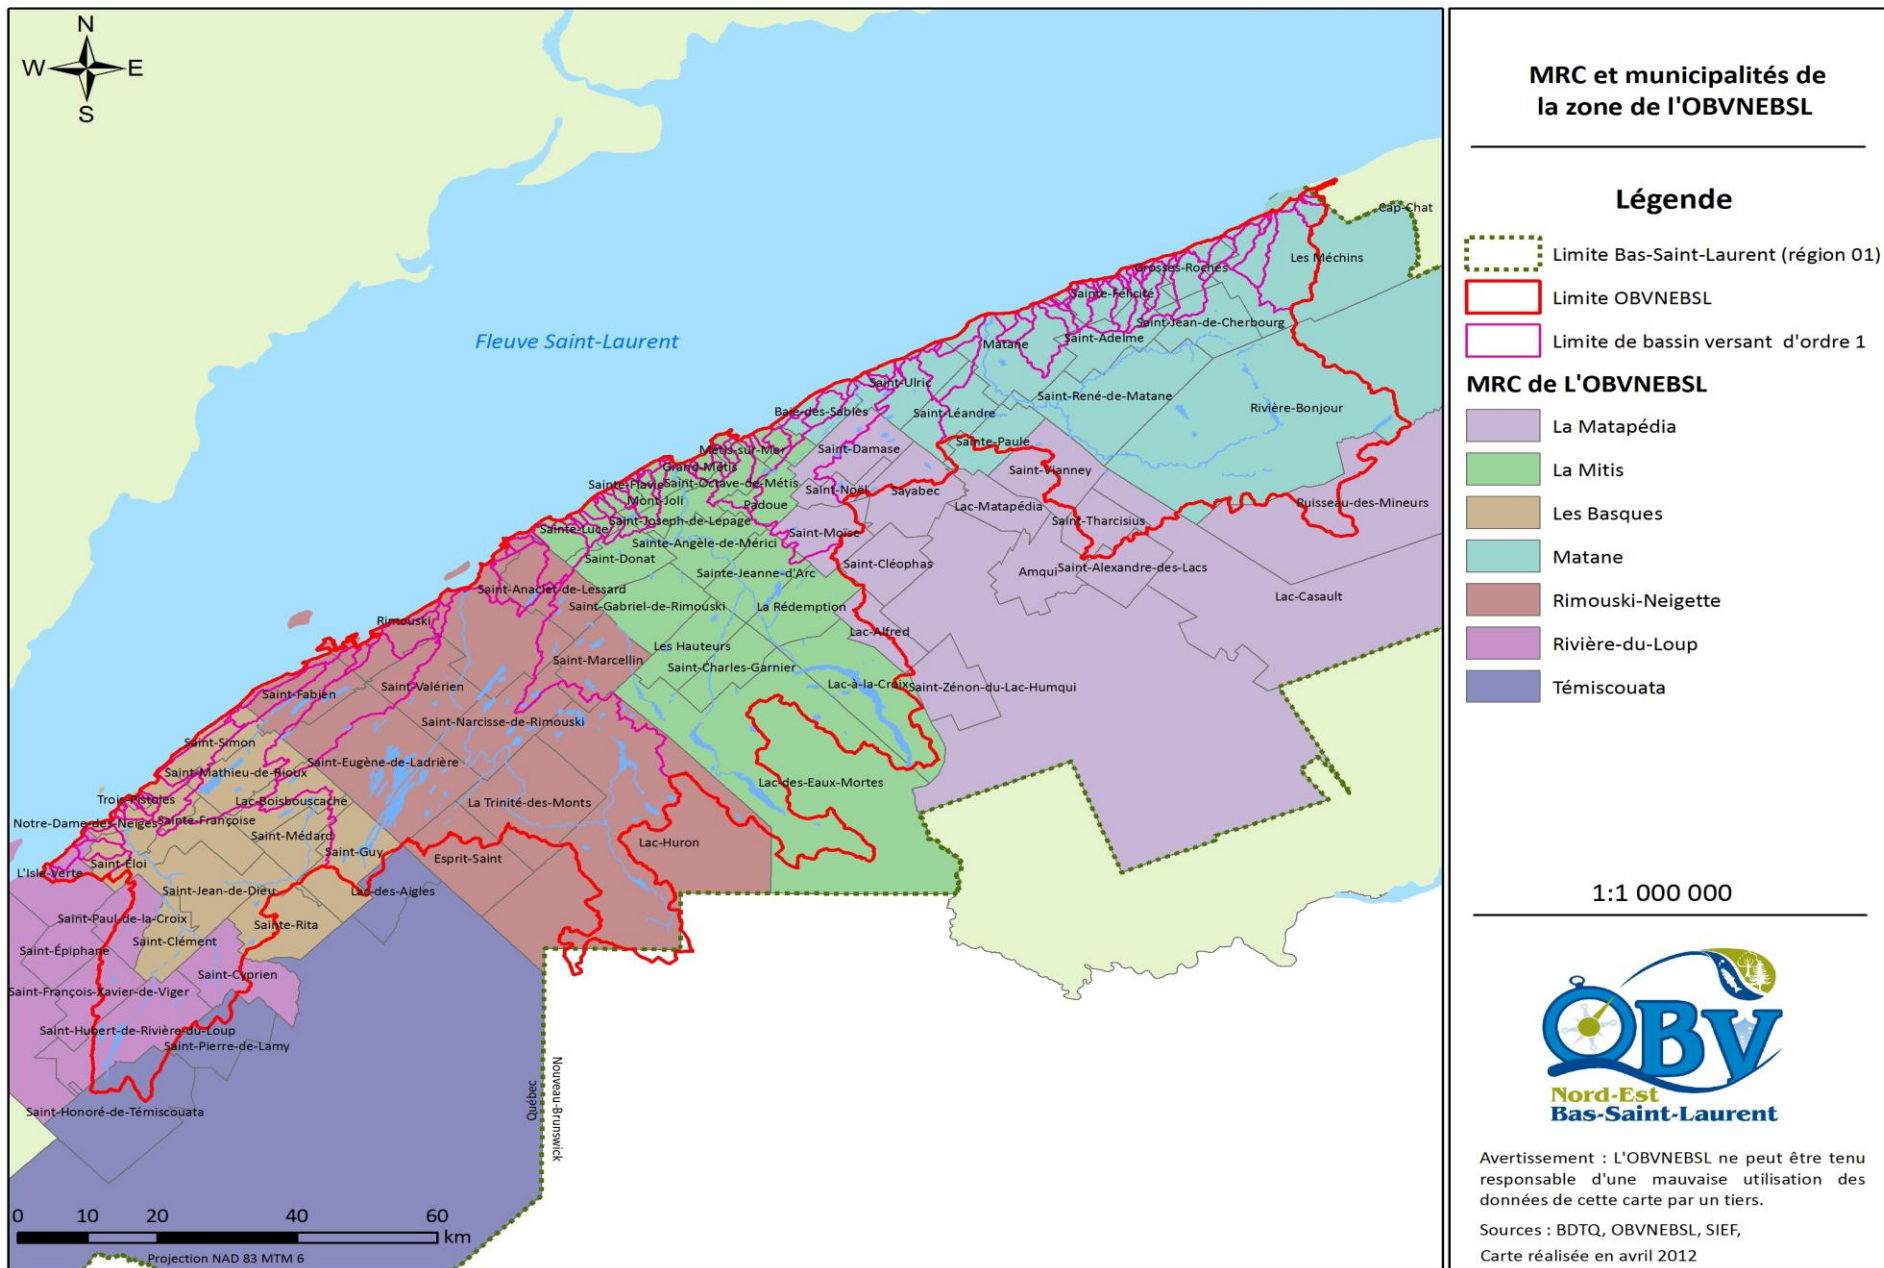 N
W
E
S
Fleuve Saint-Laurent
Cap-Chat
Les Méchins
Grosses-Roches
Sainte-Félicité
Saint-Jean-de-Cherbourg
Saint-Adelme
Matane
Saint-Ulric
Saint-René-de-Matane
Rivière-Bonjour
Baie-des-Sables
Saint-Léandre
Sainte-Paule
Saint-Damase
Métis-sur-Mer
Grand-Métis
Saint-Vianney
Sainte-Flavie
Saint-Octave-de-Métis
Saint-Noël
Sayabec
Mont-Joli
Padoue
Lac-Matapédia
Ruisseau-des-Mineurs
Sainte-Luce
Saint-Joseph-de-Lepage
Saint-Moïse
Saint-Tharcisius
Sainte-Angèle-de-Mérici
Saint-Donat
Saint-Cléophas
Sainte-Jeanne-d'Arc
Amqui
Saint-Alexandre-des-Lacs
Saint-Anaclet-de-Lessard
Saint-Gabriel-de-Rimouski
La Rédemption
Lac-Casault
Rimouski
Lac-Alfred
Les Hauteurs
Saint-Marcellin
Saint-Charles-Garnier
Saint-Valérien
Lac-à-la-Croix
Saint-Zénon-du-Lac-Humqui
Saint-Fabien
Saint-Narcisse-de-Rimouski
Saint-Simon
Saint-Eugène-de-Ladrière
Saint-Mathieu-de-Rioux
Lac-des-Eaux-Mortes
Trois-Pistoles
Lac-Boisbouscache
La Trinité-des-Monts
Notre-Dame-des-Neiges
Sainte-Françoise
Saint-Médard
Lac-Huron
Saint-Guy
Esprit-Saint
Saint-Éloi
L'Isle-Verte
Saint-Jean-de-Dieu
Lac-des-Aigles
Saint-Paul-de-la-Croix
Sainte-Rita
Saint-Clément
Saint-Épiphane
Saint-Cyprien
Saint-François-Xavier-de-Viger
Saint-Hubert-de-Rivière-du-Loup
Saint-Pierre-de-Lamy
Saint-Honoré-de-Témiscouata
Québec
Nouveau-Brunswick
0 10 20 40 60
km
Projection NAD 83 MTM 6
MRC et municipalités de
la zone de l'OBVNEBSL
Légende
Limite Bas-Saint-Laurent (région 01)
Limite OBVNEBSL
Limite de bassin versant d'ordre 1
MRC de L'OBVNEBSL
La Matapédia
La Mitis
Les Basques
Matane
Rimouski-Neigette
Rivière-du-Loup
Témiscouata
1:1 000 000
OBV
Nord-Est
Bas-Saint-Laurent
Avertissement : L'OBVNEBSL ne peut être tenu
responsable d'une mauvaise utilisation des
données de cette carte par un tiers.
Sources : BDTQ, OBVNEBSL, SIEF,
Carte réalisée en avril 2012